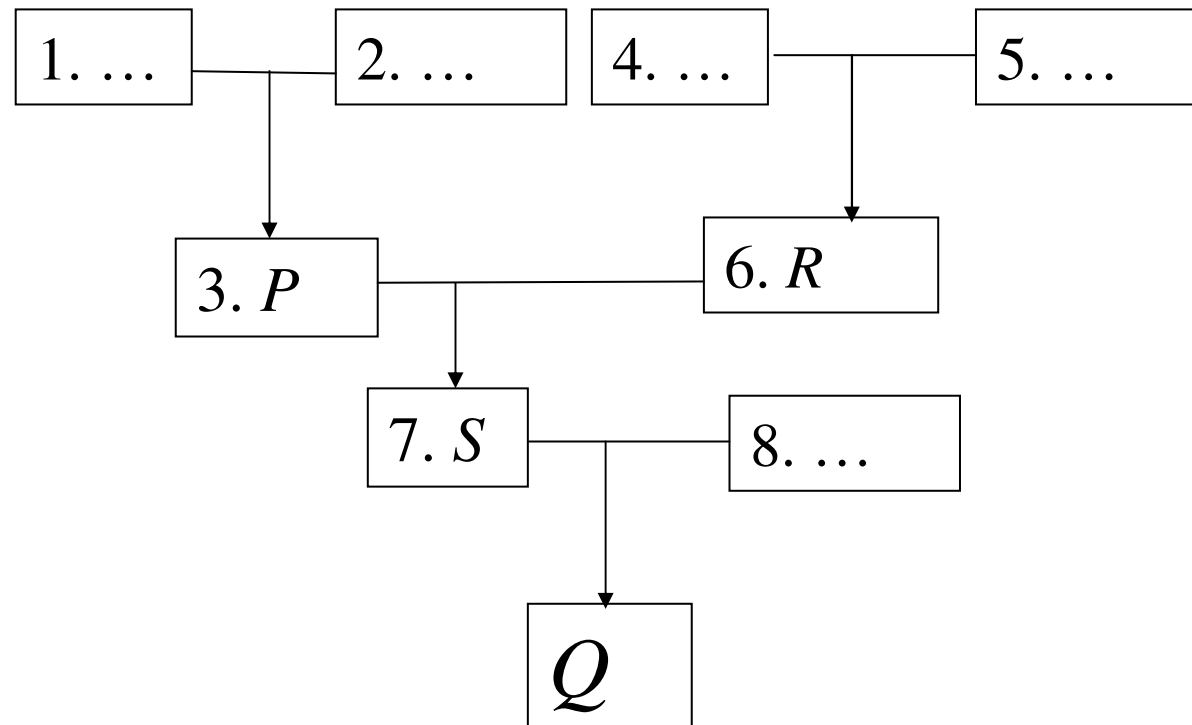 1. …
2. …
4. …
5. …
3. P
6. R
7. S
8. …
Q